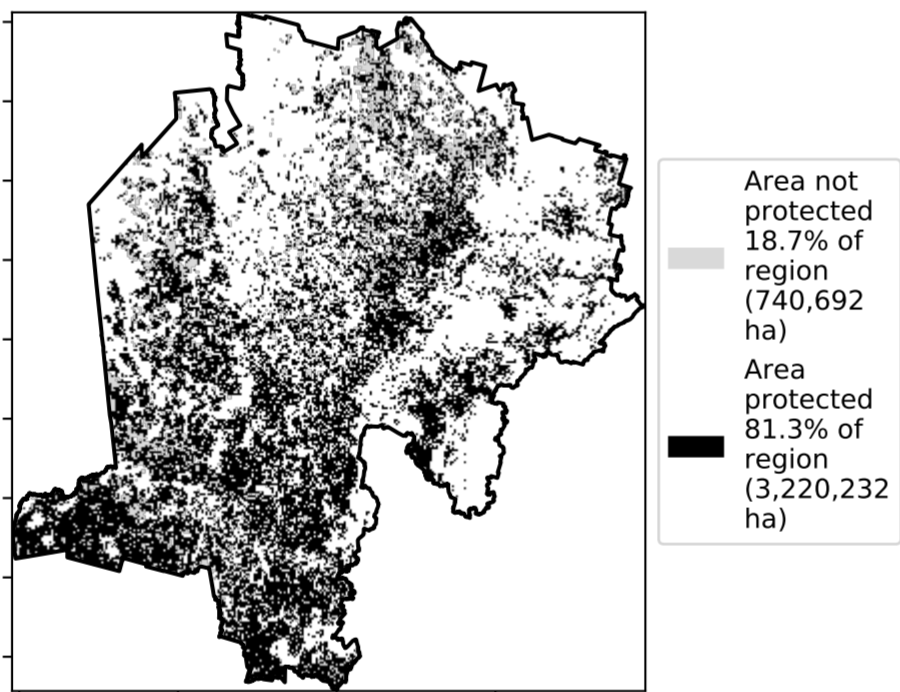 Area not
protected
18.7% of
region
(740,692
ha)
Area
protected
81.3% of
region
(3,220,232
ha)